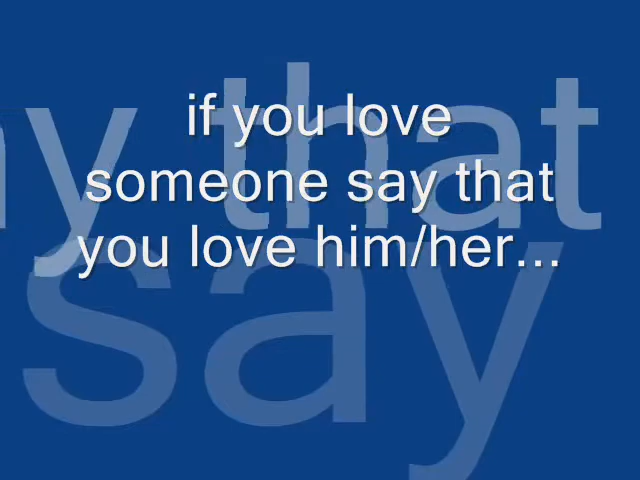 if you love
someone say that
you love him/her...
y that
say